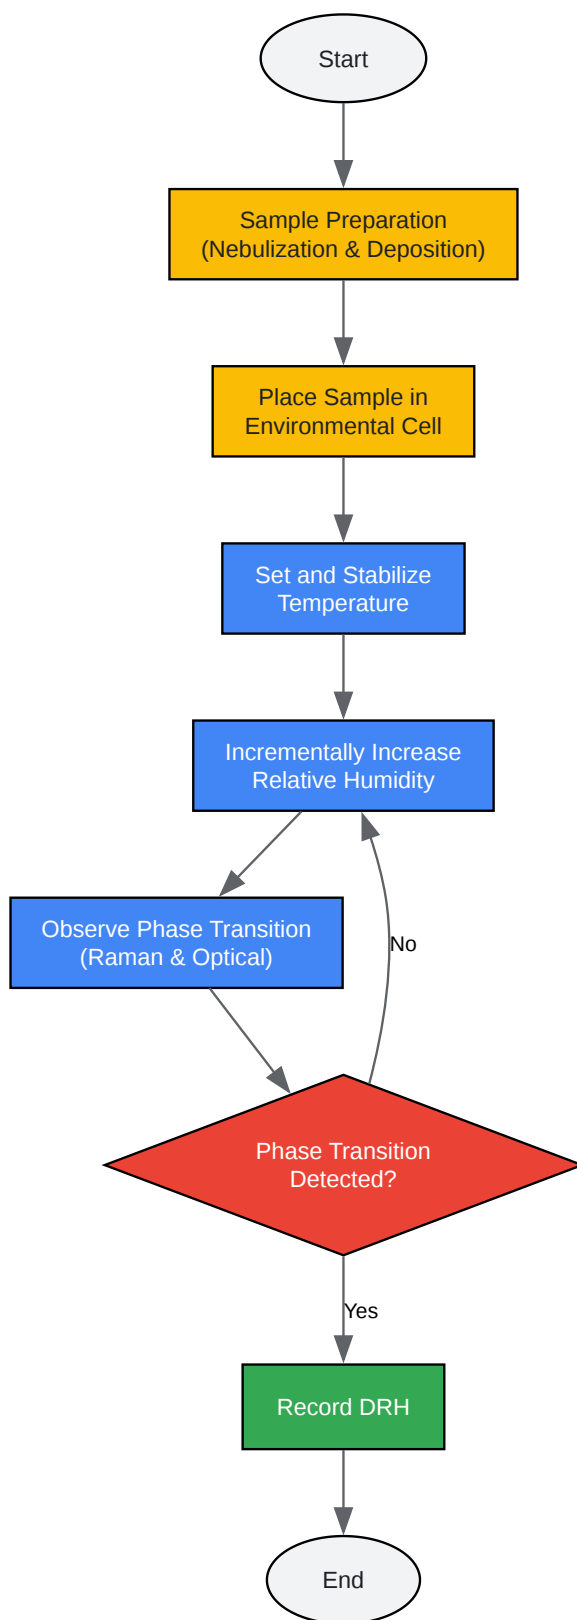 Start
Sample Preparation
(Nebulization & Deposition)
Place Sample in
Environmental Cell
Set and Stabilize
Temperature
Incrementally Increase
Relative Humidity
Observe Phase Transition
(Raman & Optical)
No
Phase Transition
Detected?
Yes
Record DRH
End